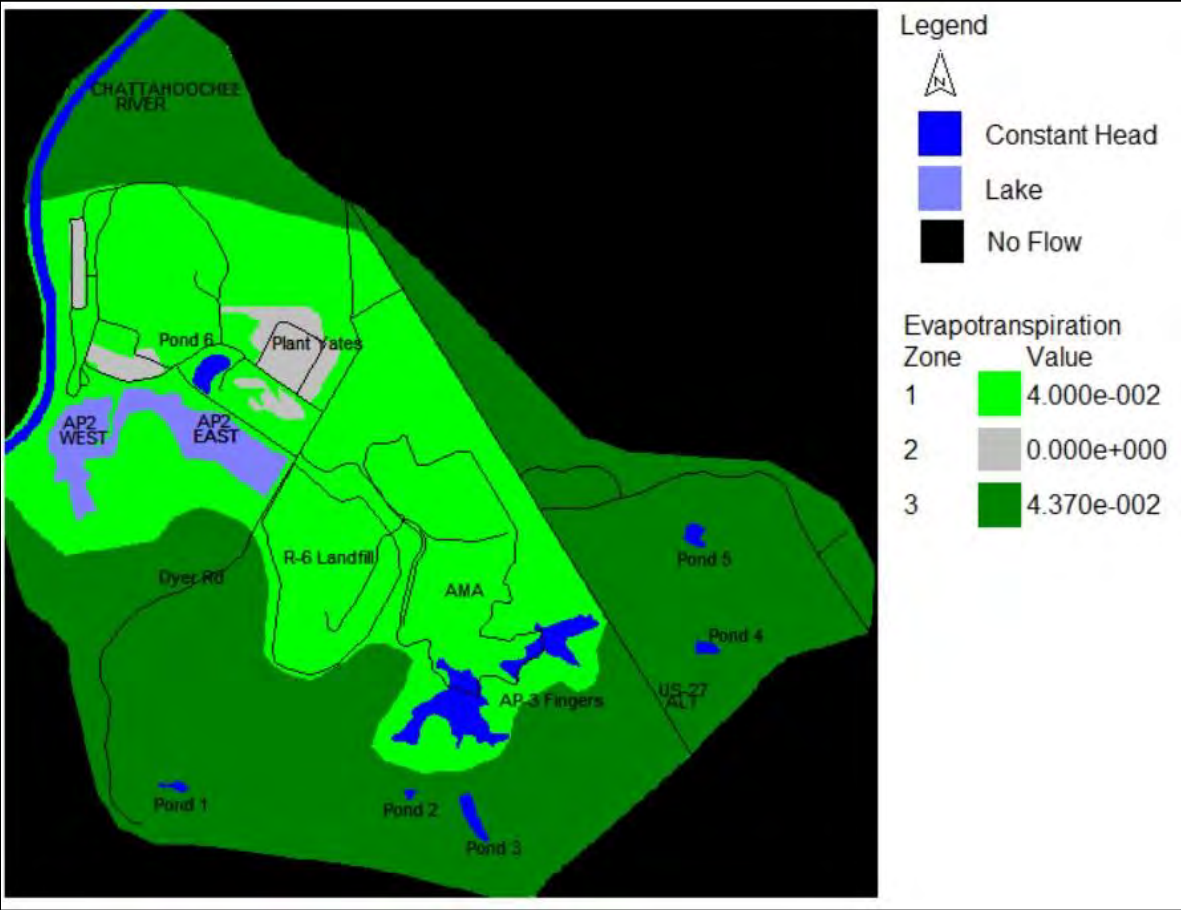 CHATTAHOOCHEE
RIVER
Pond 6
Plant Yates
AP2
WEST
AP2
EAST
R-6 Landfill
Dyer Rd
AMA
Pond 5
Pond 4
US-27
ALT
AP-3 Fingers
Pond 1
Pond 2
Pond 3
Legend
N
Constant Head
Lake
No Flow
Evapotranspiration
Zone Value
1 4.000e-002
2 0.000e+000
3 4.370e-002